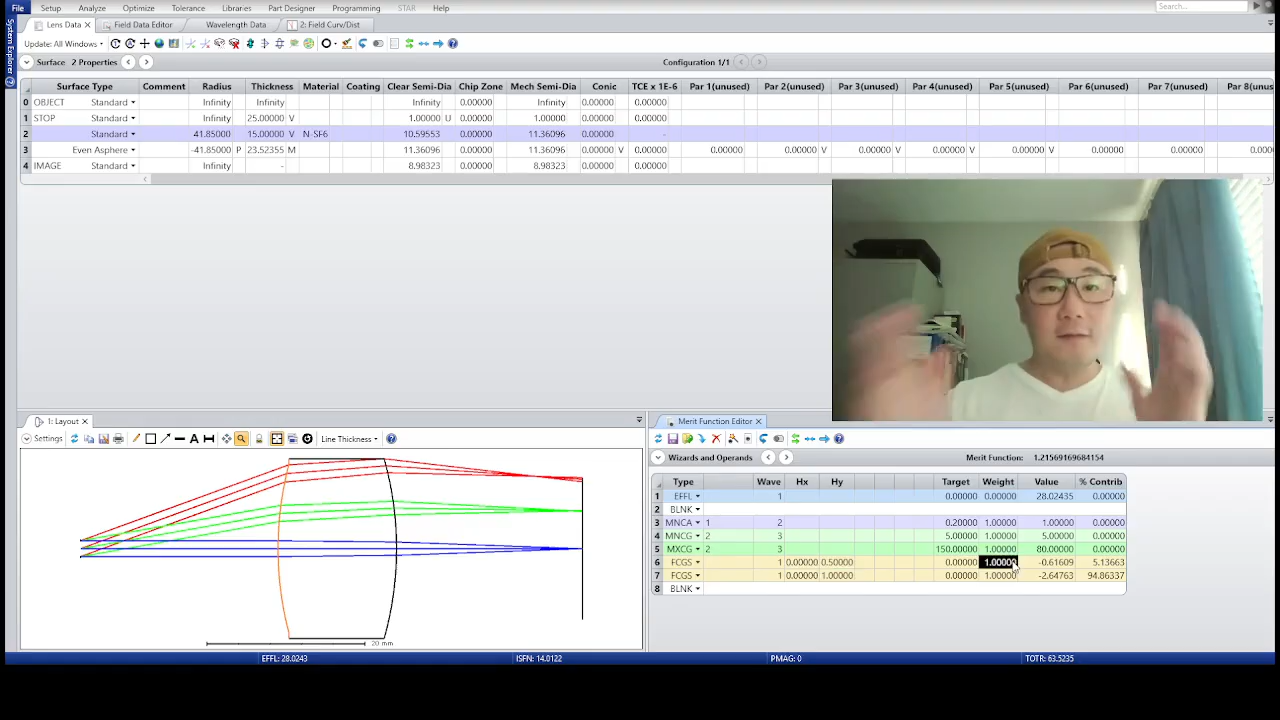 File Setup Analyze Optimize Tolerance Libraries Part Designer Programming STAR Help Search...
System Explorer
Lens Data Field Data Editor Wavelength Data 2: Field Curv/Dist
Update: All Windows
Surface 2 Properties Configuration 1/1
Surface Type Comment Radius Thickness Material Coating Clear Semi-Dia Chip Zone Mech Semi-Dia Conic TCE x 1E-6 Par 1(unused) Par 2(unused) Par 3(unused) Par 4(unused) Par 5(unused) Par 6(unused) Par 7(unused) Par 8(unus
0 OBJECT Standard Infinity Infinity Infinity 0.00000 Infinity 0.00000 0.00000
1 STOP Standard Infinity 25.00000 V 1.00000 U 0.00000 1.00000 0.00000 0.00000
2 Standard 41.85000 15.00000 V N-SF6 10.59553 0.00000 11.36096 0.00000 -
3 Even Asphere -41.85000 P 23.52355 M 11.36096 0.00000 11.36096 0.00000 V 0.00000 0.00000 0.00000 V 0.00000 V 0.00000 V 0.00000 V 0.00000 0.00000 0.000
4 IMAGE Standard Infinity - 8.98323 0.00000 8.98323 0.00000 0.00000
1: Layout
Settings Line Thickness
20 mm
Merit Function Editor
Wizards and Operands Merit Function: 1.21569169684154
Type Wave Hx Hy Target Weight Value % Contrib
1 EFFL 1 0.00000 0.00000 28.02435 0.00000
2 BLNK
3 MNCA 1 2 0.20000 1.00000 1.00000 0.00000
4 MNCG 2 3 5.00000 1.00000 5.00000 0.00000
5 MXCG 2 3 150.00000 1.00000 80.00000 0.00000
6 FCGS 1 0.00000 0.50000 0.00000 1.00000 -0.61609 5.13663
7 FCGS 1 0.00000 1.00000 0.00000 1.00000 -2.64763 94.86337
8 BLNK
EFFL: 28.0243 ISFN: 14.0122 PMAG: 0 TOTR: 63.5235